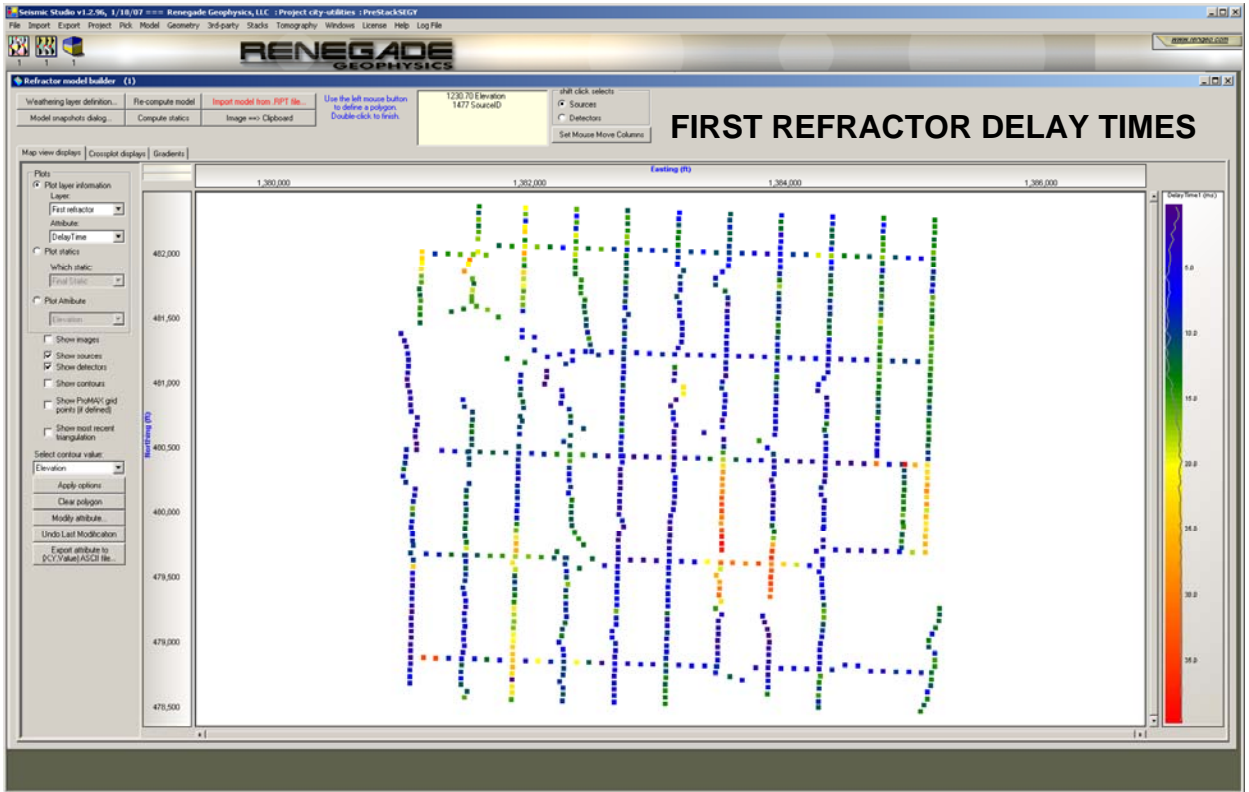 Seismic Studio v1.2.96, 1/10/07 === Renegade Geophysics, LLC : Project city-utilities : PreStackSEGY
File Import Export Project Pick Model Geometry 3rd-party Stacks Tomography Windows License Help Log File
1 1 1
RENEGADE
GEOPHYSICS
www.rengeo.com
Refractor model builder (1)
Weathering layer definition... Re-compute model Import model from .RPT file...
Model snapshots dialog... Compute statics Image ==> Clipboard
Use the left mouse button
to define a polygon.
Double-click to finish.
1230.70 Elevation
1477 SourceID
shift click selects
Sources
Detectors
Set Mouse Move Columns
FIRST REFRACTOR DELAY TIMES
Map view displays Crossplot displays Gradients
Plots
Plot layer information
Layer:
First refractor
Attribute:
DelayTime
Plot statics
Which static:
Final Static
Plot Attribute
Elevation
Show images
Show sources
Show detectors
Show contours
Show ProMAX grid
points (if defined)
Show most recent
triangulation
Select contour value:
Elevation
Apply options
Clear polygon
Modify attribute...
Undo Last Modification
Export attribute to
(XCY,Value) ASCII file...
Easting (ft)
1,380,000 1,382,000 1,384,000 1,386,000
Northing (ft)
482,000
481,500
481,000
480,500
480,000
479,500
479,000
478,500
DelayTime1 (ms)
5.0
10.0
15.0
20.0
30.0
35.0